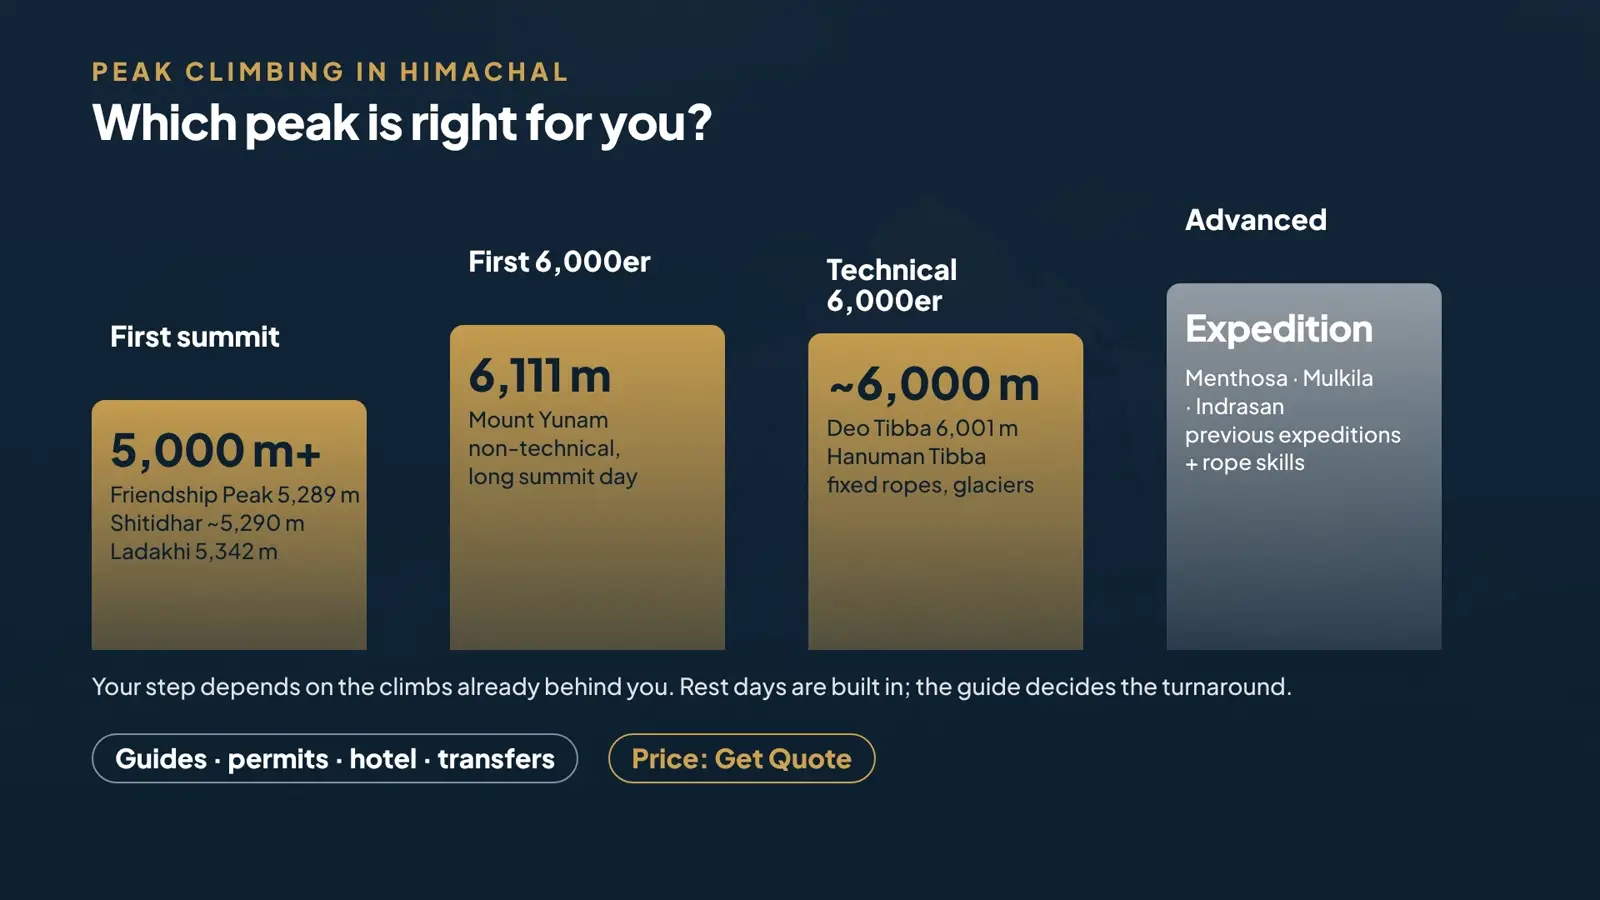 PEAK CLIMBING IN HIMACHAL
Which peak is right for you?
First summit
5,000 m+
Friendship Peak 5,289 m
Shitidhar ~5,290 m
Ladakhi 5,342 m
First 6,000er
6,111 m
Mount Yunam
non-technical,
long summit day
Technical
6,000er
~6,000 m
Deo Tibba 6,001 m
Hanuman Tibba
fixed ropes, glaciers
Advanced
Expedition
Menthosa · Mulkila
· Indrasan
previous expeditions
+ rope skills
Your step depends on the climbs already behind you. Rest days are built in; the guide decides the turnaround.
Guides · permits · hotel · transfers
Price: Get Quote